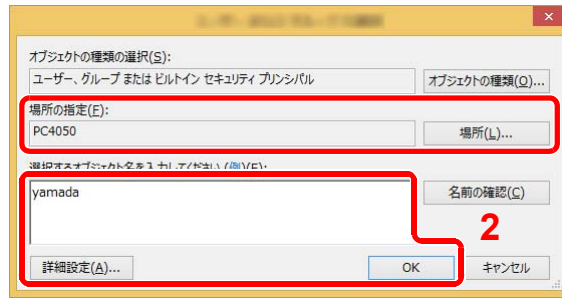 オブジェクトの種類の選択(S):
ユーザー、グループ または ビルトイン セキュリティ プリンシパル
オブジェクトの種類(O)...
場所の指定(F):
PC4050
場所(L)...
選択するオブジェクト名を入力してください (例)(E):
yamada
名前の確認(C)
2
詳細設定(A)...
OK
キャンセル